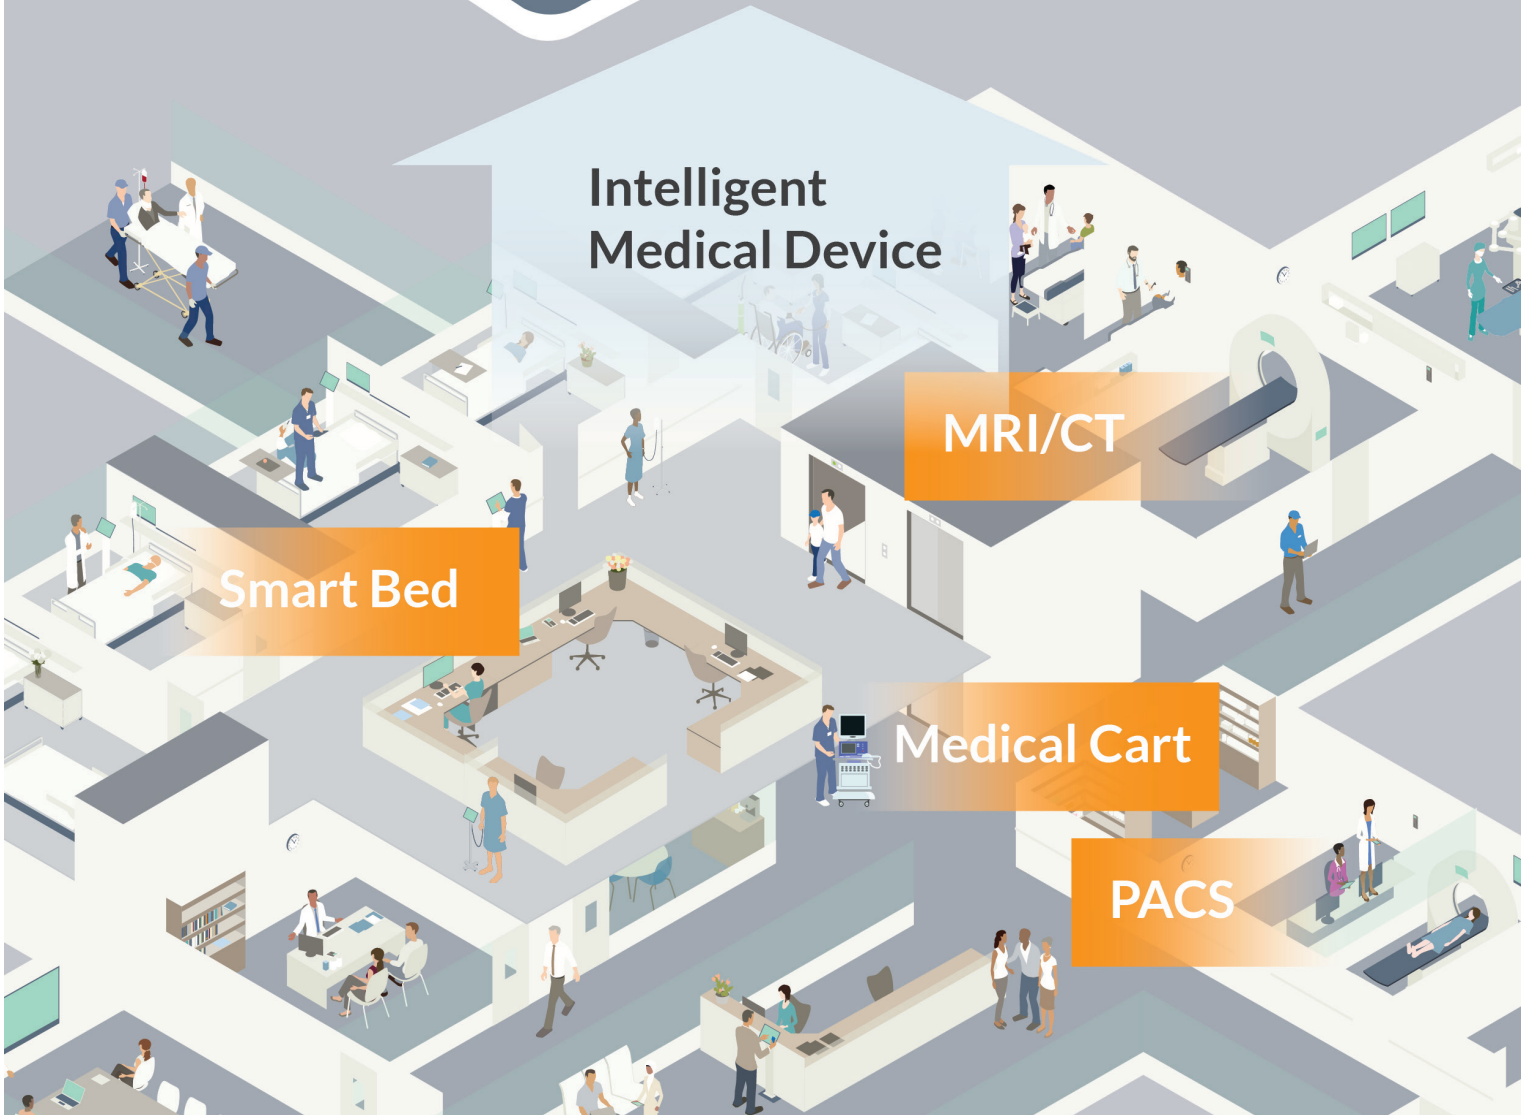 Intelligent
Medical Device
MRI/CT
Smart Bed
Medical Cart
PACS